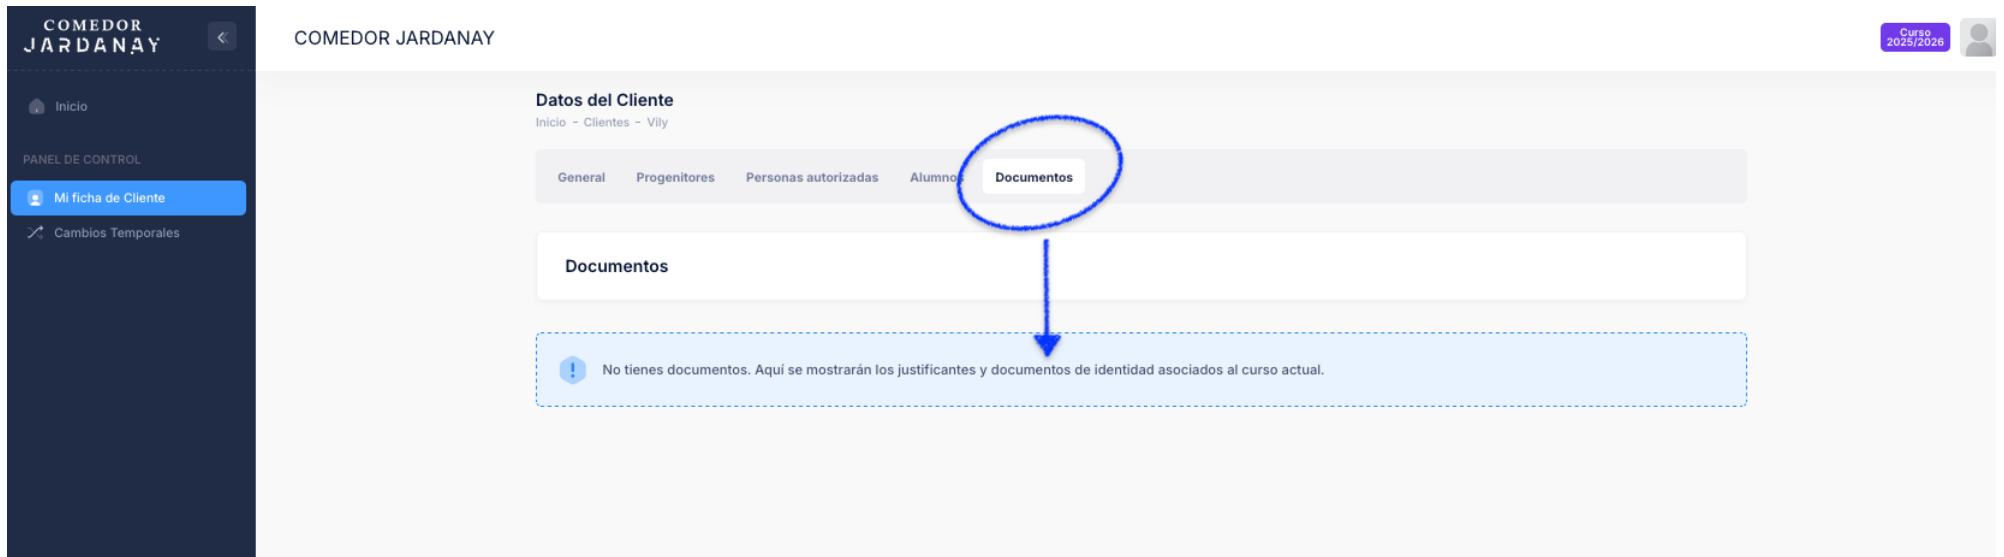 COMEDOR
JARDANAY
COMEDOR JARDANAY
Curso
2025/2026
Inicio
PANEL DE CONTROL
Mi ficha de Cliente
Cambios Temporales
Datos del Cliente
Inicio - Clientes - Vily
General Progenitores Personas autorizadas Alumnos Documentos
Documentos
No tienes documentos. Aquí se mostrarán los justificantes y documentos de identidad asociados al curso actual.